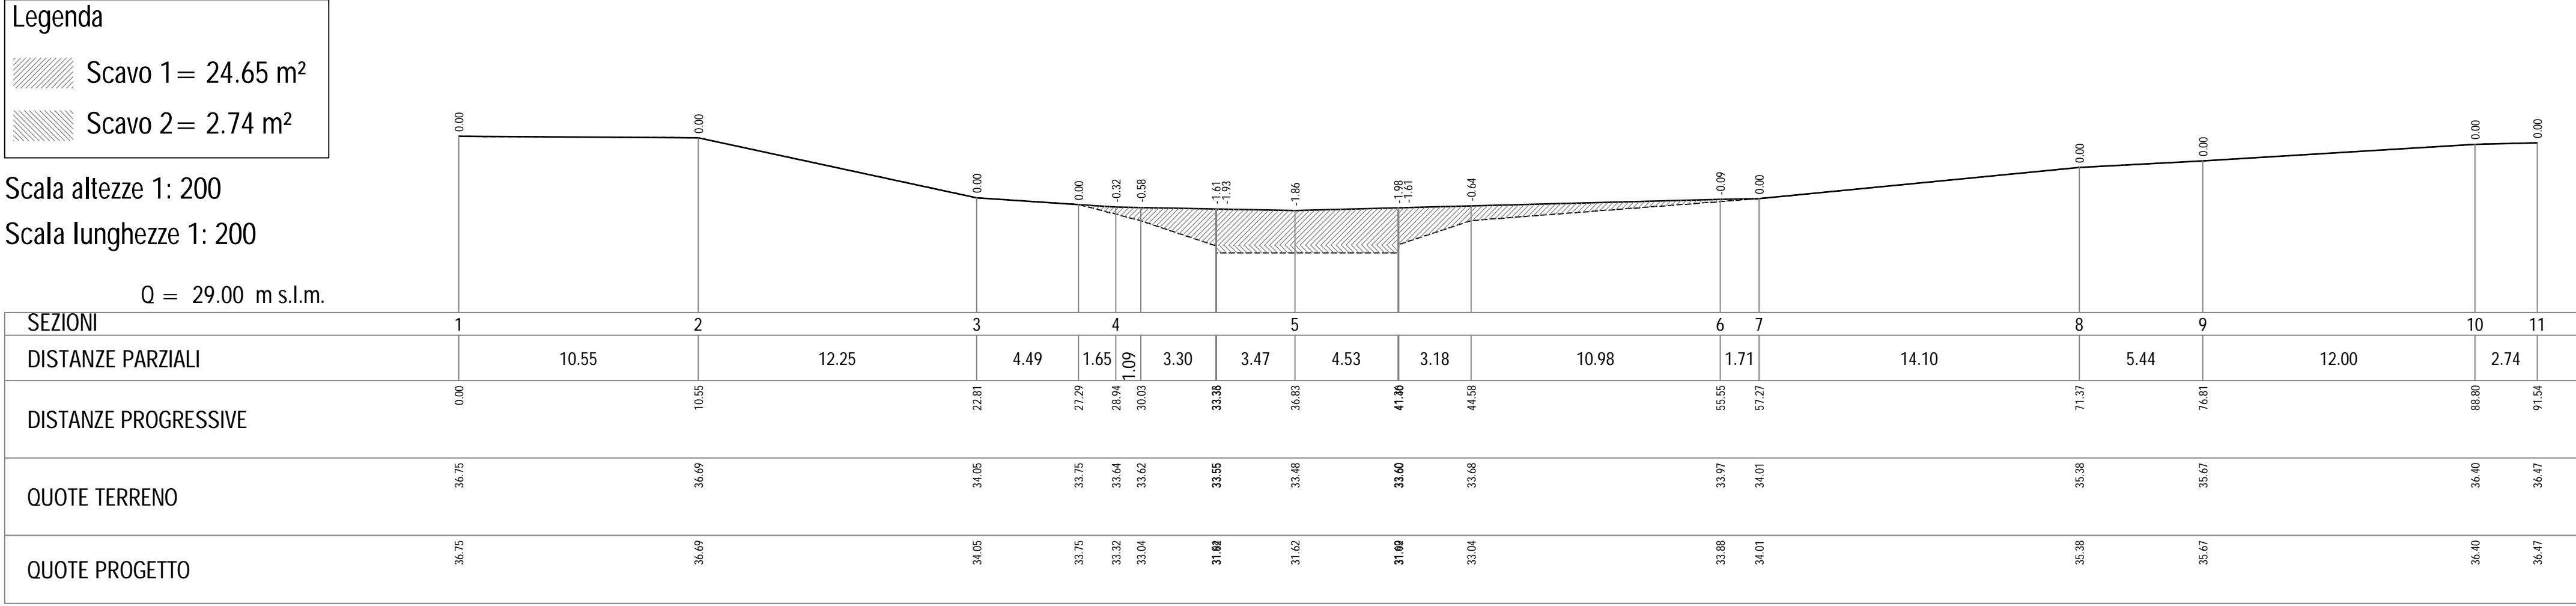 Legenda
Scavo 1= 24.65 m²
Scavo 2= 2.74 m²
Scala altezze 1: 200
Scala lunghezze 1: 200
Q = 29.00 m s.l.m.
0.00 0.00 0.00 0.00 -0.32 -0.58 -1.61 -1.93 -1.86 -1.98 -1.61 -0.64 -0.09 0.00 0.00 0.00 0.00 0.00
SEZIONI 1 2 3 4 5 6 7 8 9 10 11
DISTANZE PARZIALI 10.55 12.25 4.49 1.65 1.09 3.30 3.47 4.53 3.18 10.98 1.71 14.10 5.44 12.00 2.74
DISTANZE PROGRESSIVE 0.00 10.55 22.81 27.29 28.94 30.03 36.83 44.58 55.55 57.27 71.37 76.81 88.80 91.54
QUOTE TERRENO 36.75 36.69 34.05 33.75 33.64 33.62 33.55 33.48 33.60 33.68 33.97 34.01 35.38 35.67 36.40 36.47
QUOTE PROGETTO 36.75 36.69 34.05 33.75 33.32 33.04 31.62 33.04 33.88 34.01 35.38 35.67 36.40 36.47